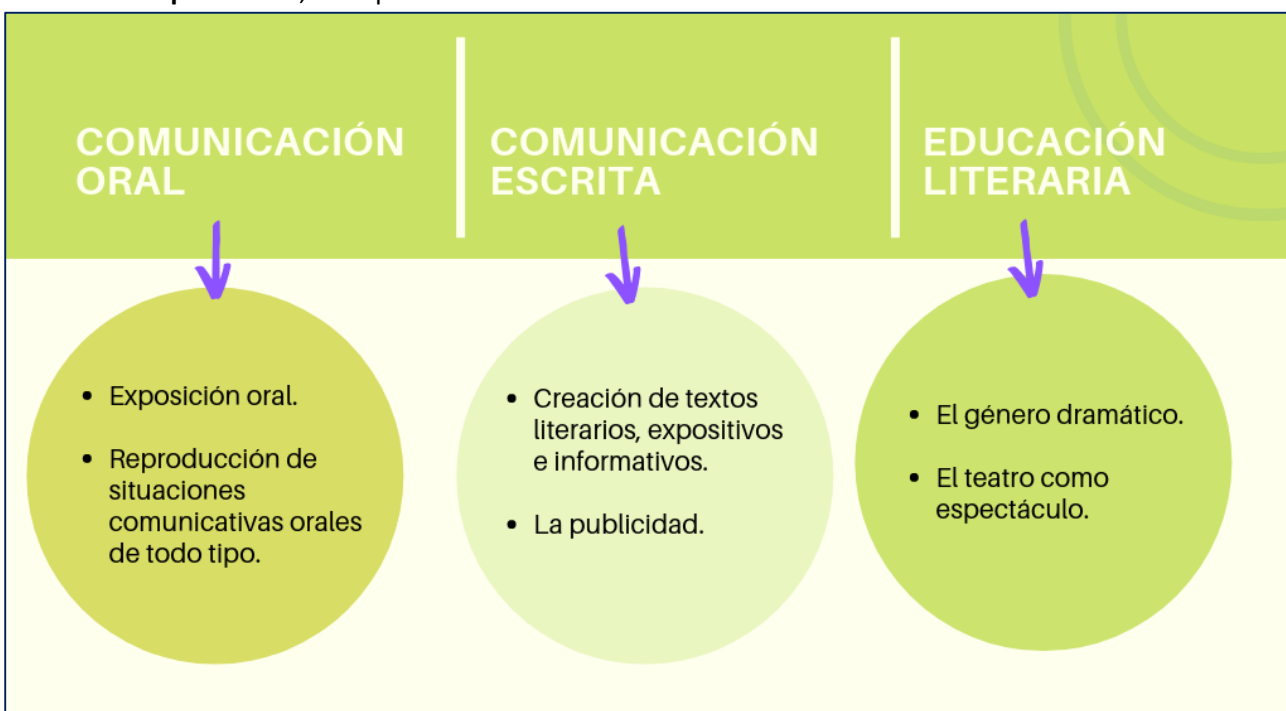 COMUNICACIÓN
ORAL
COMUNICACIÓN
ESCRITA
EDUCACIÓN
LITERARIA
• Exposición oral.
• Reproducción de
situaciones
comunicativas orales
de todo tipo.
• Creación de textos
literarios, expositivos
e informativos.
• La publicidad.
• El género dramático.
• El teatro como
espectáculo.